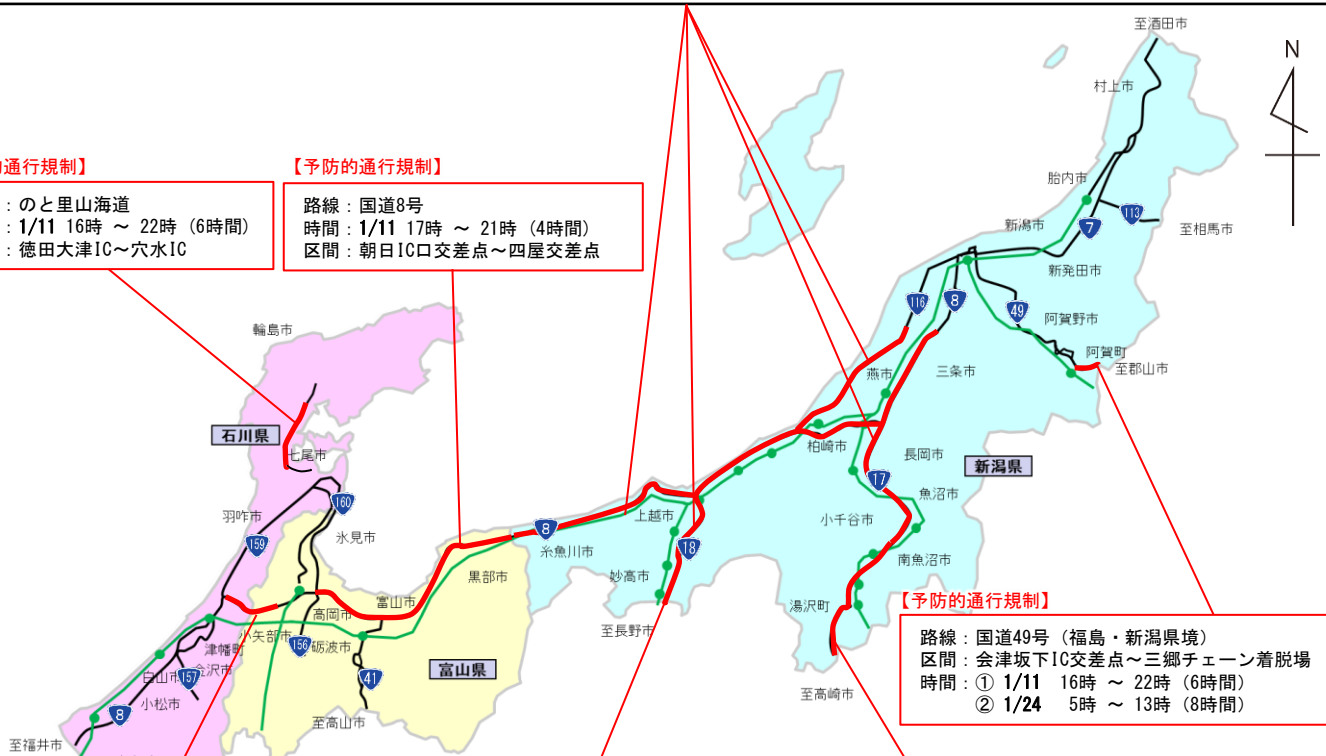 至酒田市
N
村上市
的通行規制】
：のと里山海道
：1/11 16時 ～ 22時 (6時間)
：徳田大津IC～穴水IC
【予防的通行規制】
路線：国道8号
時間：1/11 17時 ～ 21時 (4時間)
区間：朝日IC口交差点～四屋交差点
胎内市
113
新潟市
7
至相馬市
新発田市
116
8
49
阿賀野市
輪島市
阿賀町
至郡山市
燕市
三条市
石川県
七尾市
柏崎市
長岡市
新潟県
17
魚沼市
160
羽咋市
氷見市
159
8
上越市
小千谷市
糸魚川市
18
南魚沼市
黒部市
妙高市
富山市
高岡市
湯沢町
小矢部市
156
砺波市
至長野市
津幡町
金沢市
白山市
157
富山県
41
小松市
8
至高山市
至高崎市
至福井市
【予防的通行規制】
路線：国道49号 (福島・新潟県境)
区間：会津坂下IC交差点～三郷チェーン着脱場
時間：① 1/11 16時 ～ 22時 (6時間)
② 1/24 5時 ～ 13時 (8時間)